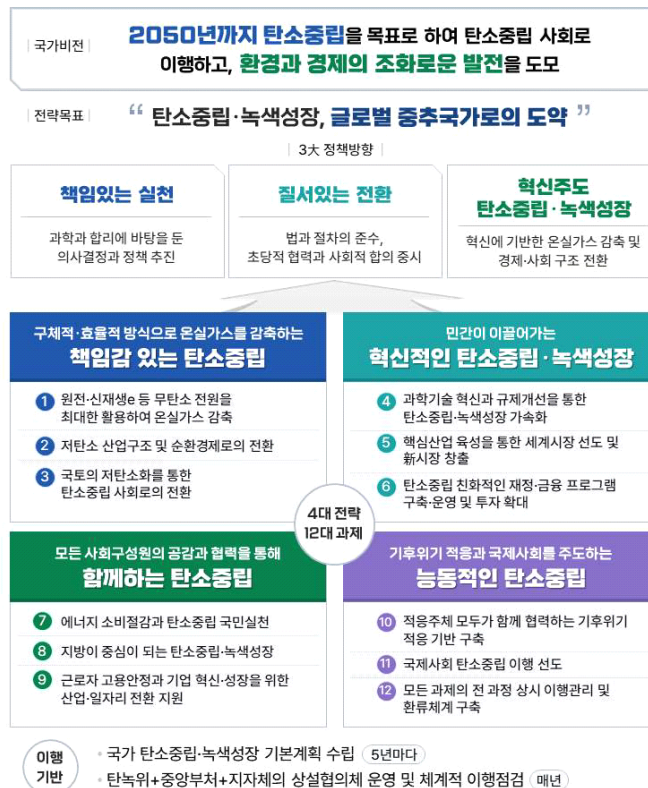 국가비전
2050년까지 탄소중립을 목표로 하여 탄소중립 사회로
이행하고, 환경과 경제의 조화로운 발전을 도모
전략목표
“ 탄소중립·녹색성장, 글로벌 중추국가로의 도약 ”
3大 정책방향
책임있는 실천
과학과 합리에 바탕을 둔
의사결정과 정책 추진
질서있는 전환
법과 절차의 준수,
초당적 협력과 사회적 합의 중시
혁신주도
탄소중립·녹색성장
혁신에 기반한 온실가스 감축 및
경제·사회 구조 전환
구체적·효율적 방식으로 온실가스를 감축하는
책임감 있는 탄소중립
1 원전·신재생e 등 무탄소 전원을
최대한 활용하여 온실가스 감축
2 저탄소 산업구조 및 순환경제로의 전환
3 국토의 저탄소화를 통한
탄소중립 사회로의 전환
민간이 이끌어가는
혁신적인 탄소중립·녹색성장
4 과학기술 혁신과 규제개선을 통한
탄소중립·녹색성장 가속화
5 핵심산업 육성을 통한 세계시장 선도 및
新시장 창출
6 탄소중립 친화적인 재정·금융 프로그램
구축·운영 및 투자 확대
4대 전략
12대 과제
모든 사회구성원의 공감과 협력을 통해
함께하는 탄소중립
7 에너지 소비절감과 탄소중립 국민실천
8 지방이 중심이 되는 탄소중립·녹색성장
9 근로자 고용안정과 기업 혁신·성장을 위한
산업·일자리 전환 지원
기후위기 적응과 국제사회를 주도하는
능동적인 탄소중립
10 적응주체 모두가 함께 협력하는 기후위기
적응 기반 구축
11 국제사회 탄소중립 이행 선도
12 모든 과제의 전 과정 상시 이행관리 및
환류체계 구축
이행
기반
· 국가 탄소중립·녹색성장 기본계획 수립 5년마다
· 탄녹위+중앙부처+지자체의 상설협의체 운영 및 체계적 이행점검 매년